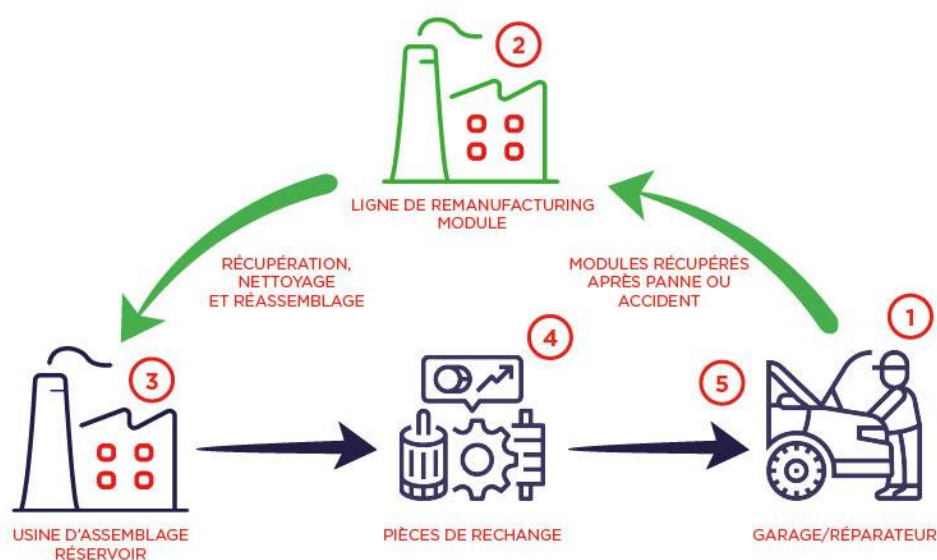 2
LIGNE DE REMANUFACTURING
MODULE
RÉCUPÉRATION,
NETTOYAGE
ET RÉASSEMBLAGE
MODULES RÉCUPÉRÉS
APRÈS PANNE OU
ACCIDENT
1
3
4
5
USINE D'ASSEMBLAGE
RÉSERVOIR
PIÈCES DE RECHANGE
GARAGE/RÉPARATEUR